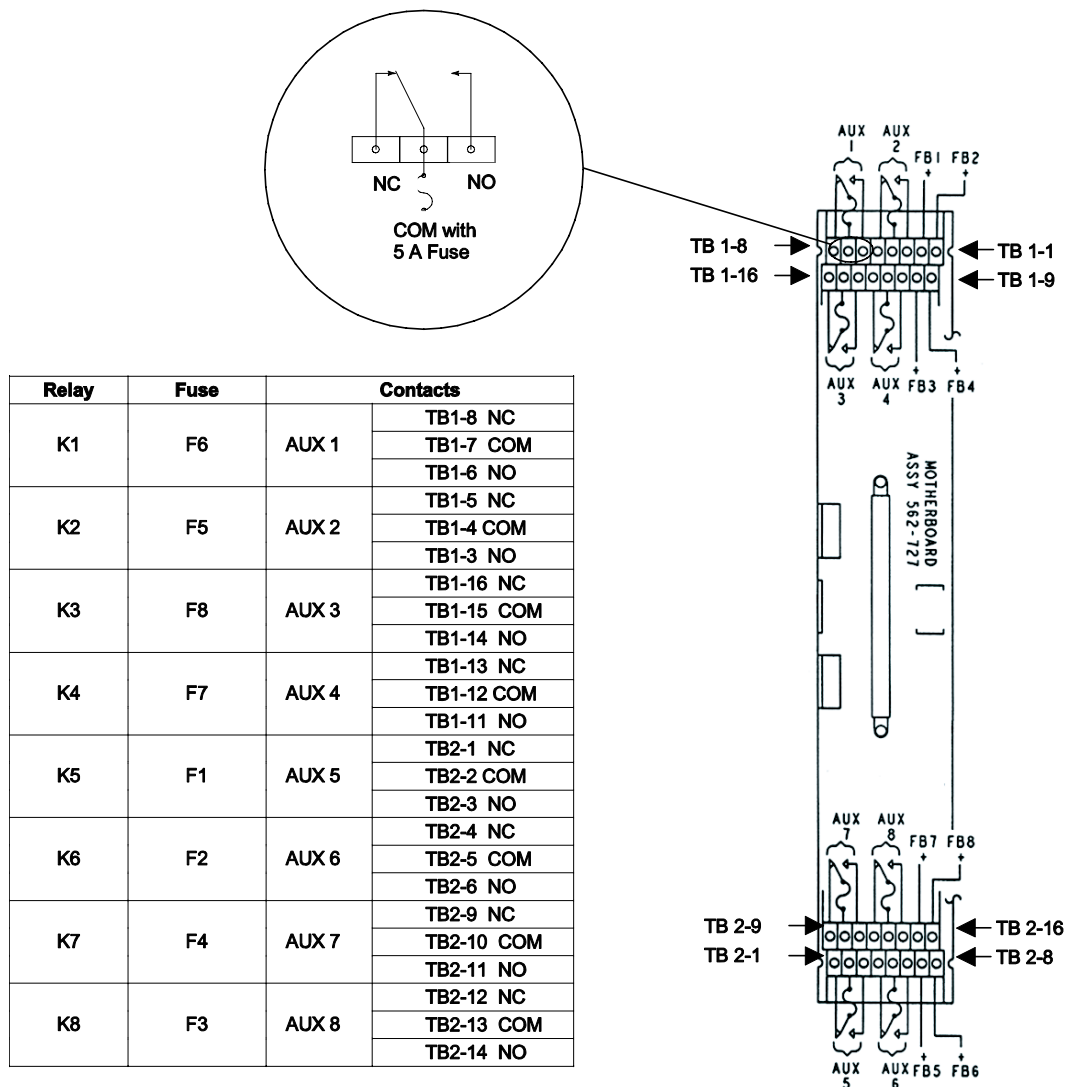 NC
NO
COM with
5 A Fuse
AUX
1
AUX
2
FB1
+
FB2
+
TB 1-8
TB 1-1
TB 1-16
TB 1-9
AUX
3
AUX
4
+
FB3
+
FB4
MOTHERBOARD
ASSY 562-727
Relay Fuse Contacts
K1 F6 AUX 1 TB1-8 NC
TB1-7 COM
TB1-6 NO
K2 F5 AUX 2 TB1-5 NC
TB1-4 COM
TB1-3 NO
K3 F8 AUX 3 TB1-16 NC
TB1-15 COM
TB1-14 NO
K4 F7 AUX 4 TB1-13 NC
TB1-12 COM
TB1-11 NO
K5 F1 AUX 5 TB2-1 NC
TB2-2 COM
TB2-3 NO
K6 F2 AUX 6 TB2-4 NC
TB2-5 COM
TB2-6 NO
K7 F4 AUX 7 TB2-9 NC
TB2-10 COM
TB2-11 NO
K8 F3 AUX 8 TB2-12 NC
TB2-13 COM
TB2-14 NO
AUX
7
AUX
8
FB7
+
FB8
+
TB 2-9
TB 2-16
TB 2-1
TB 2-8
AUX
5
AUX
6
+
FB5
+
FB6